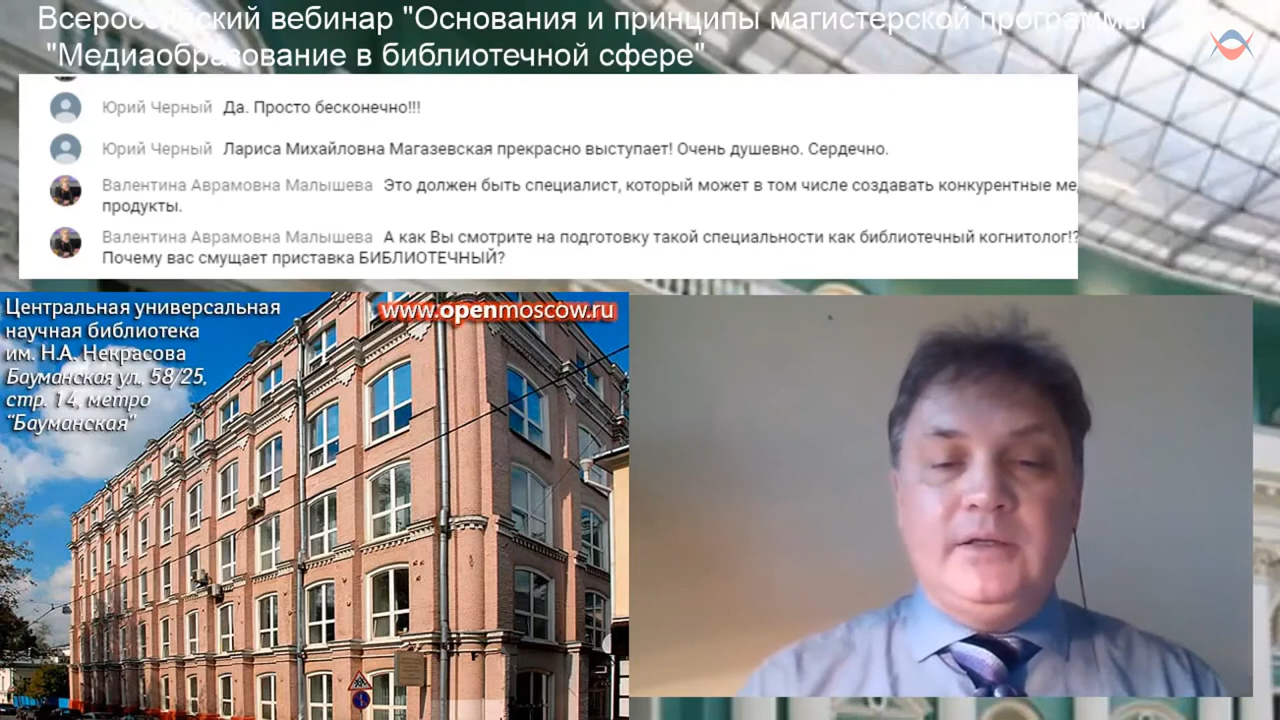 Всероссийский вебинар "Основания и принципы магистерской программы
"Медиаобразование в библиотечной сфере"
Юрий Черный Да. Просто бесконечно!!!
Юрий Черный Лариса Михайловна Магазевская прекрасно выступает! Очень душевно. Сердечно.
Валентина Аврамовна Малышева Это должен быть специалист, который может в том числе создавать конкурентные ме
продукты.
Валентина Аврамовна Малышева А как Вы смотрите на подготовку такой специальности как библиотечный когнитолог!?
Почему вас смущает приставка БИБЛИОТЕЧНЫЙ?
Центральная универсальная
научная библиотека
им. Н.А. Некрасова
Бауманская ул., 58/25,
стр. 14, метро
"Бауманская"
www.openmoscow.ru